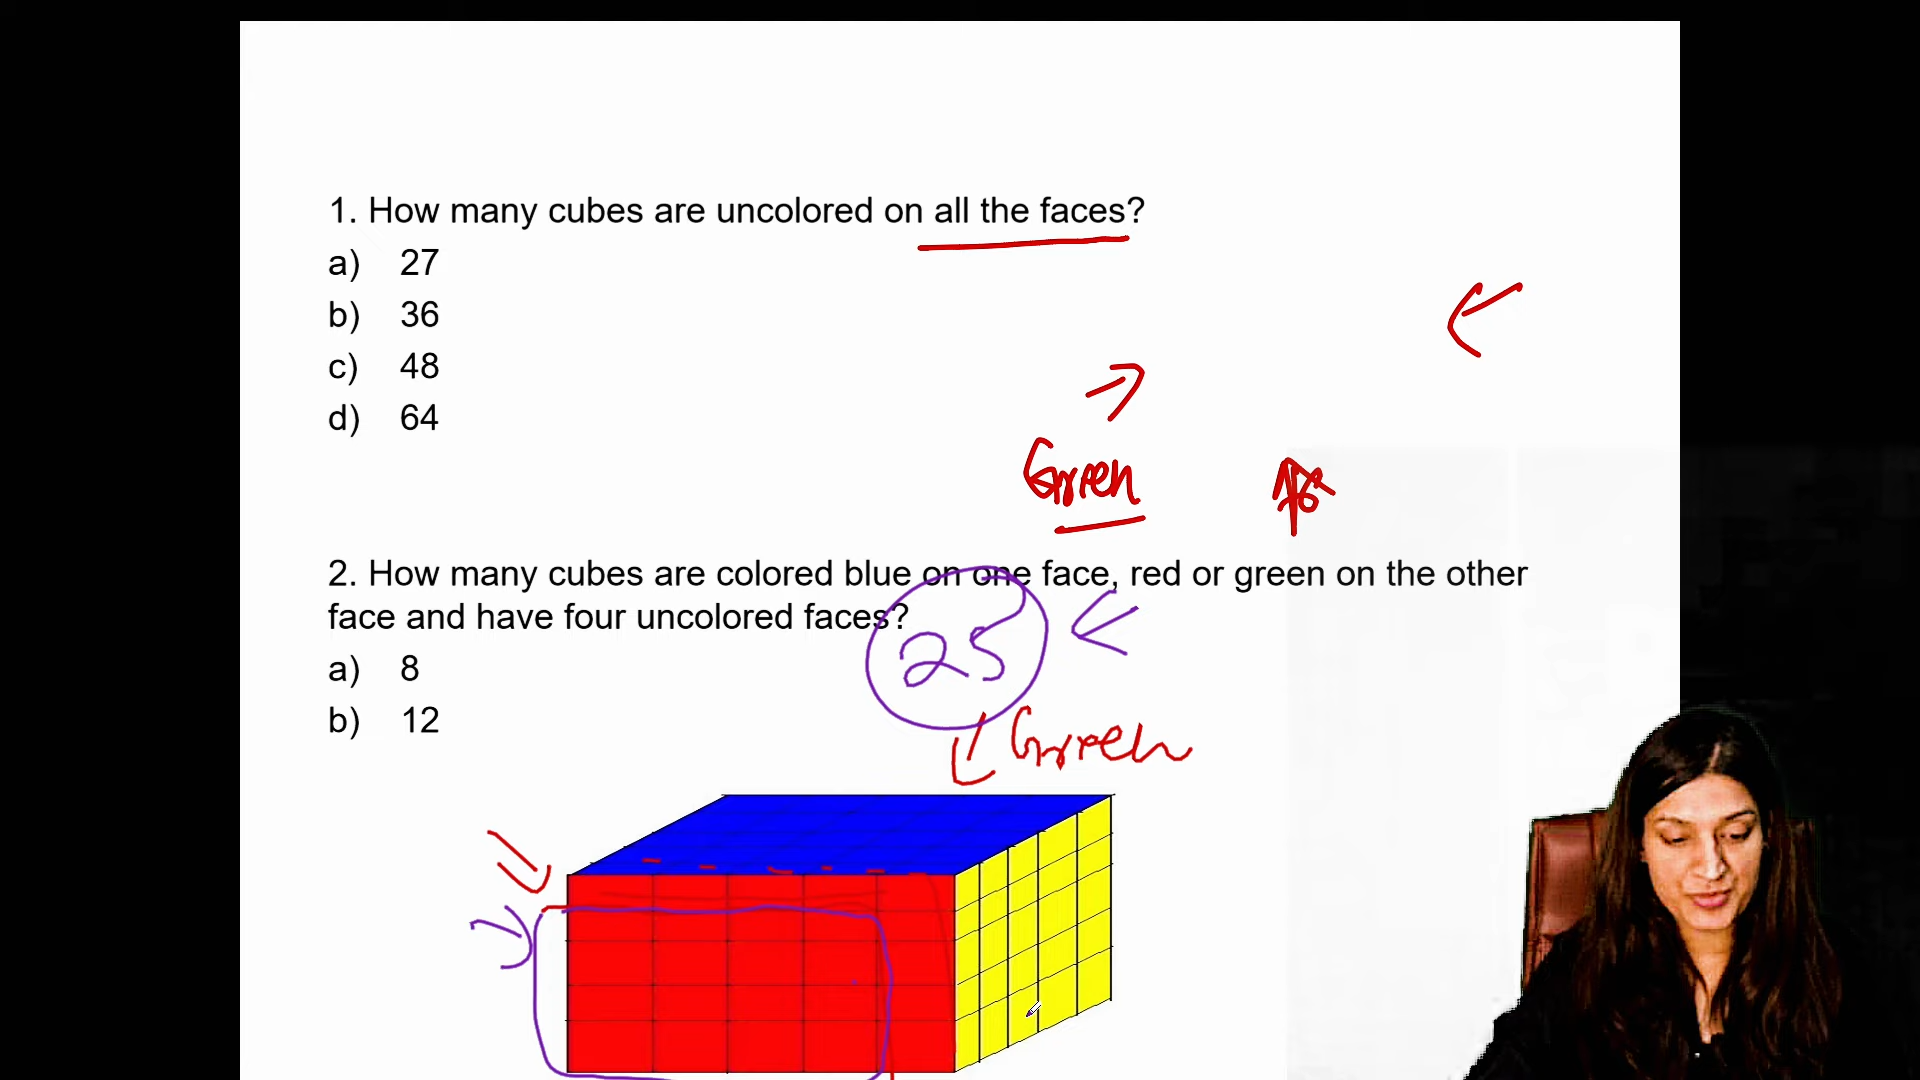 1. How many cubes are uncolored on all the faces?
a) 27
b) 36
c) 48
d) 64
Green
2. How many cubes are colored blue on one face, red or green on the other
face and have four uncolored faces?
a) 8
25
b) 12
Green